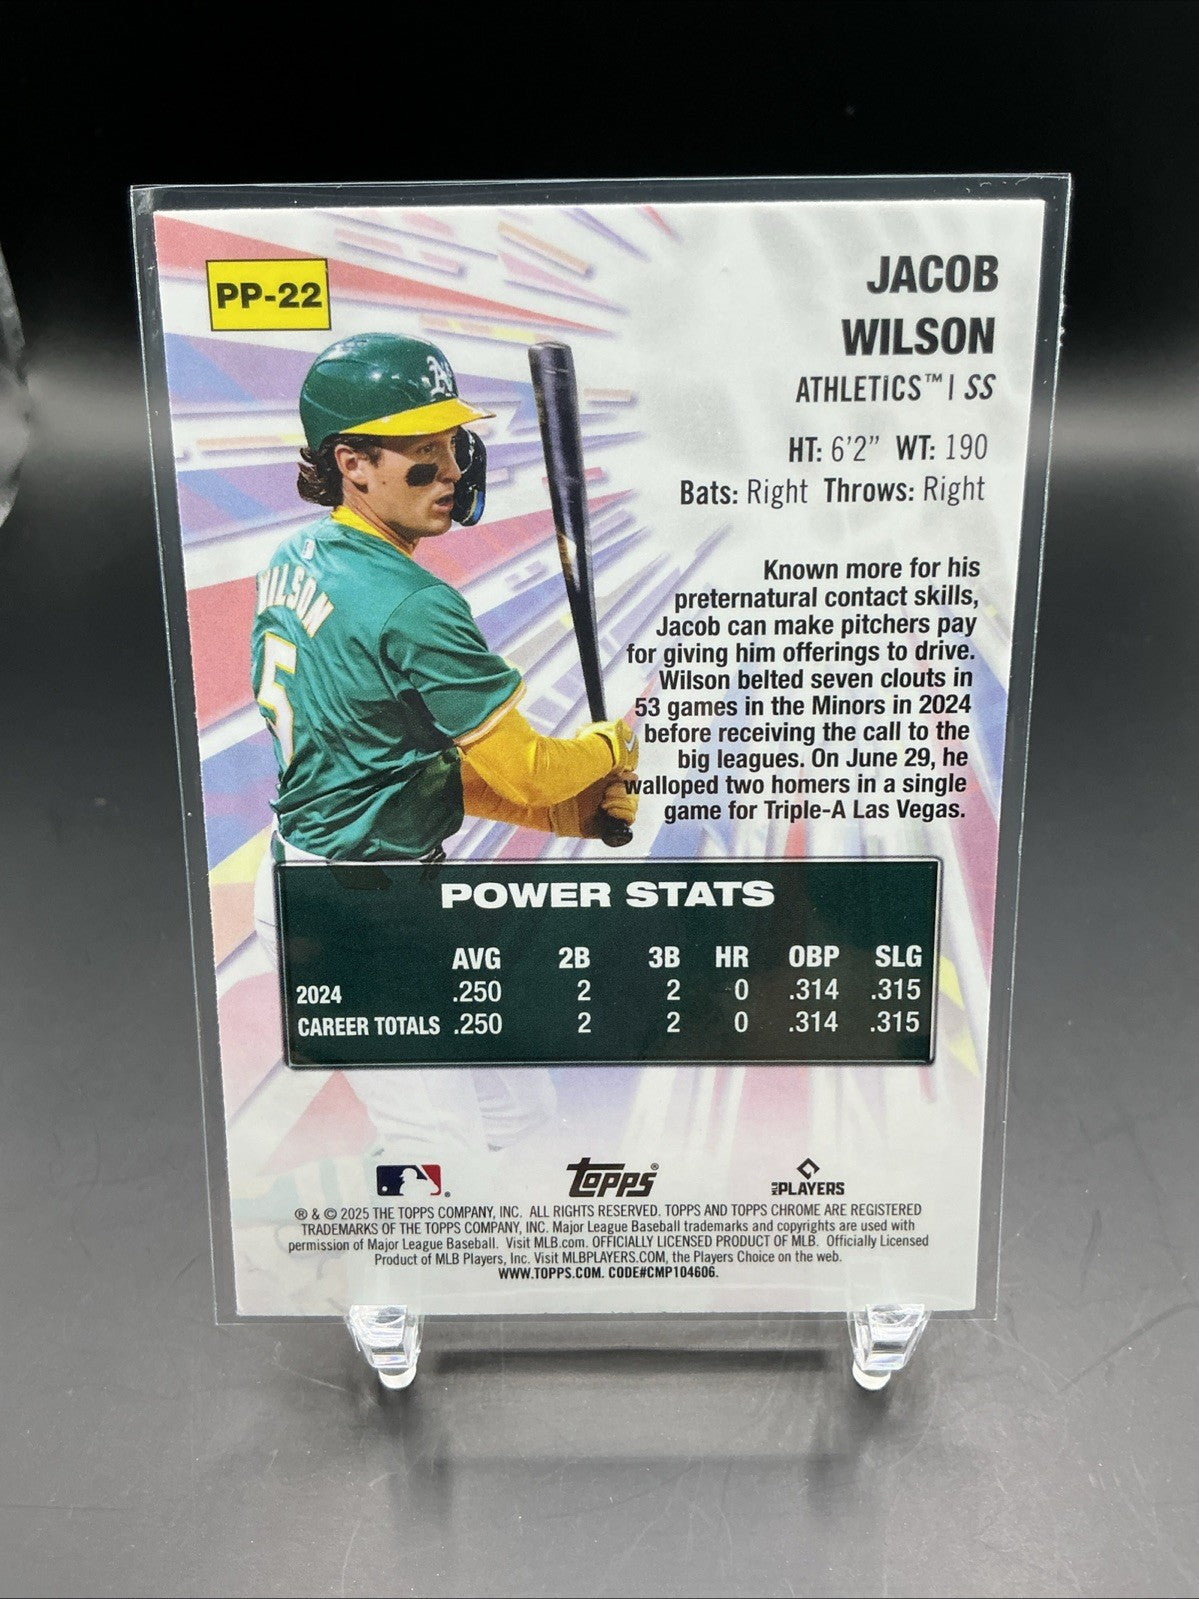 PP-22
JACOB
WILSON
ATHLETICS™ | SS
HT: 6'2" WT: 190
Bats: Right Throws: Right
Known more for his
preternatural contact skills,
Jacob can make pitchers pay
for giving him offerings to drive.
Wilson belted seven clouts in
53 games in the Minors in 2024
before receiving the call to the
big leagues. On June 29, he
walloped two homers in a single
game for Triple-A Las Vegas.
WILSON
5
A's
POWER STATS
AVG 2B 3B HR OBP SLG
2024 .250 2 2 0 .314 .315
CAREER TOTALS .250 2 2 0 .314 .315
topps®
MLB PLAYERS
® & © 2025 THE TOPPS COMPANY, INC. ALL RIGHTS RESERVED. TOPPS AND TOPPS CHROME ARE REGISTERED
TRADEMARKS OF THE TOPPS COMPANY, INC. Major League Baseball trademarks and copyrights are used with
permission of Major League Baseball. Visit MLB.com. OFFICIALLY LICENSED PRODUCT OF MLB. Officially Licensed
Product of MLB Players, Inc. Visit MLBPLAYERS.COM, the Players Choice on the web.
WWW.TOPPS.COM. CODE#CMP104606.